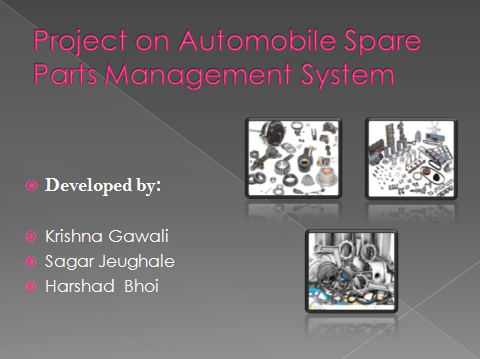 Project on Automobile Spare
Parts Management System
Developed by:
Krishna Gawali
Sagar Jeughale
Harshad Bhoi